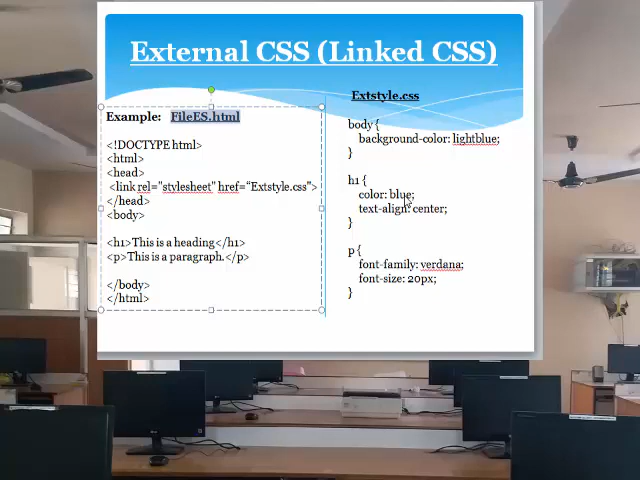 External CSS (Linked CSS)
Example: FileES.html
<!DOCTYPE html>
<html>
<head>
<link rel="stylesheet" href="Extstyle.css">
</head>
<body>
<h1>This is a heading</h1>
<p>This is a paragraph.</p>
</body>
</html>
Extstyle.css
body {
background-color: lightblue;
}
h1 {
color: blue;
text-align: center;
}
p {
font-family: verdana;
font-size: 20px;
}